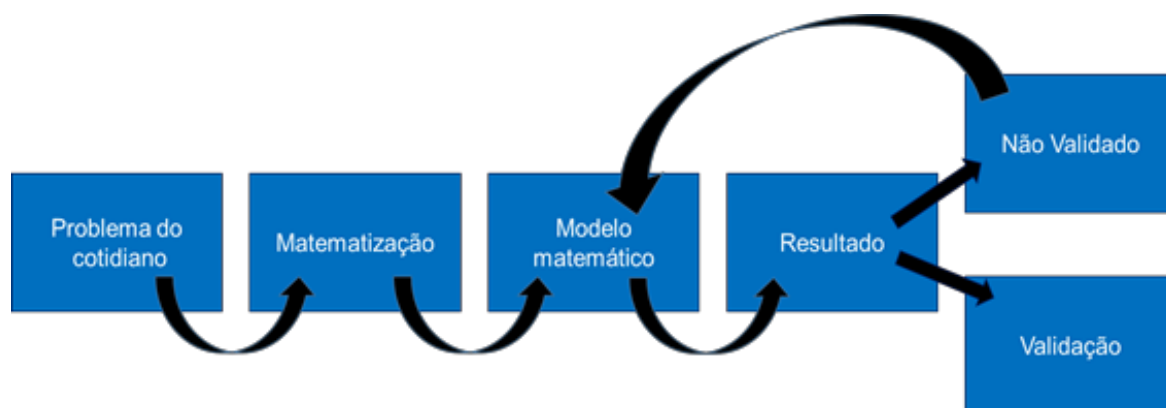 Problema do
cotidiano
Matematização
Modelo
matemático
Resultado
Não Validado
Validação